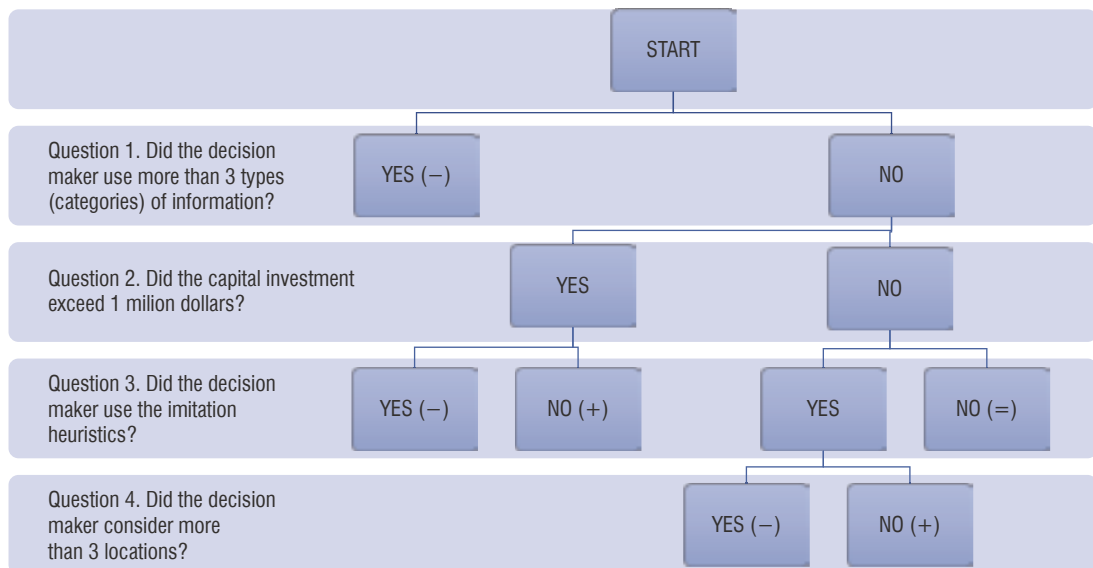 START
Question 1. Did the decision
maker use more than 3 types
(categories) of information?
YES (−)
NO
Question 2. Did the capital investment
exceed 1 milion dollars?
YES
NO
Question 3. Did the decision
maker use the imitation
heuristics?
YES (−)
NO (+)
YES
NO (=)
Question 4. Did the decision
maker consider more
than 3 locations?
YES (−)
NO (+)